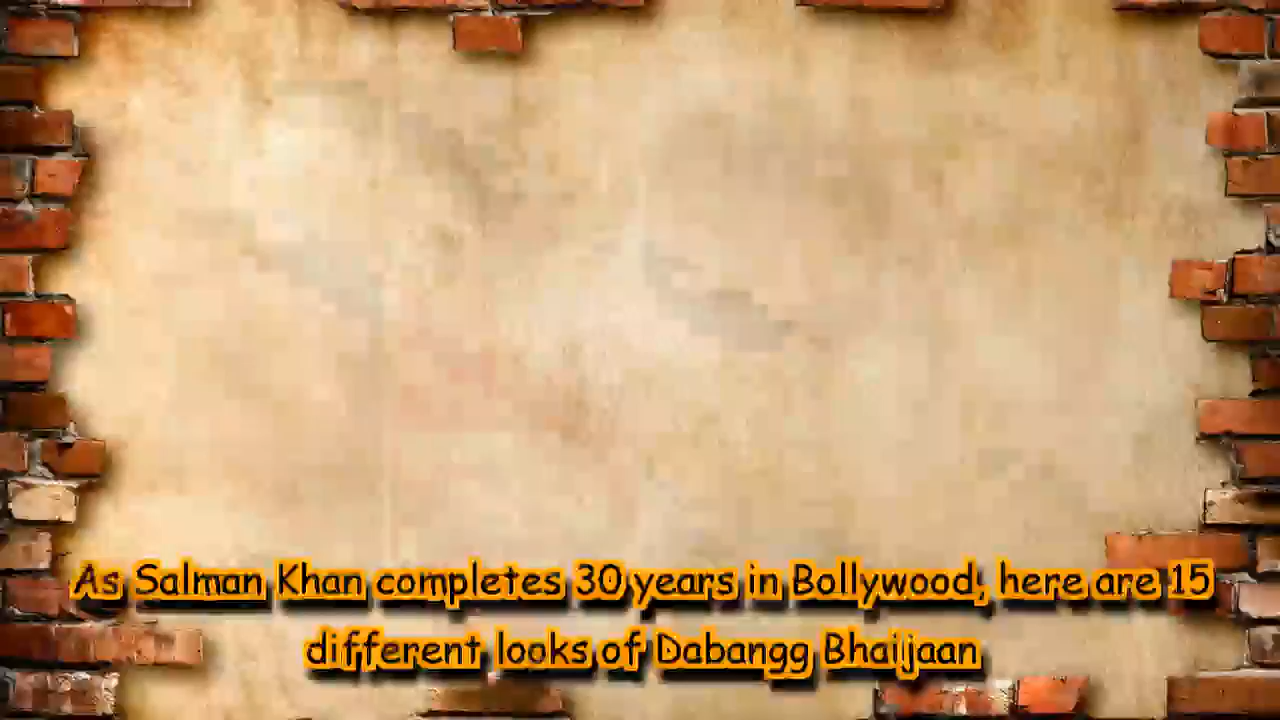 As Salman Khan completes 30 years in Bollywood, here are 15
different looks of Dabangg Bhaijaan